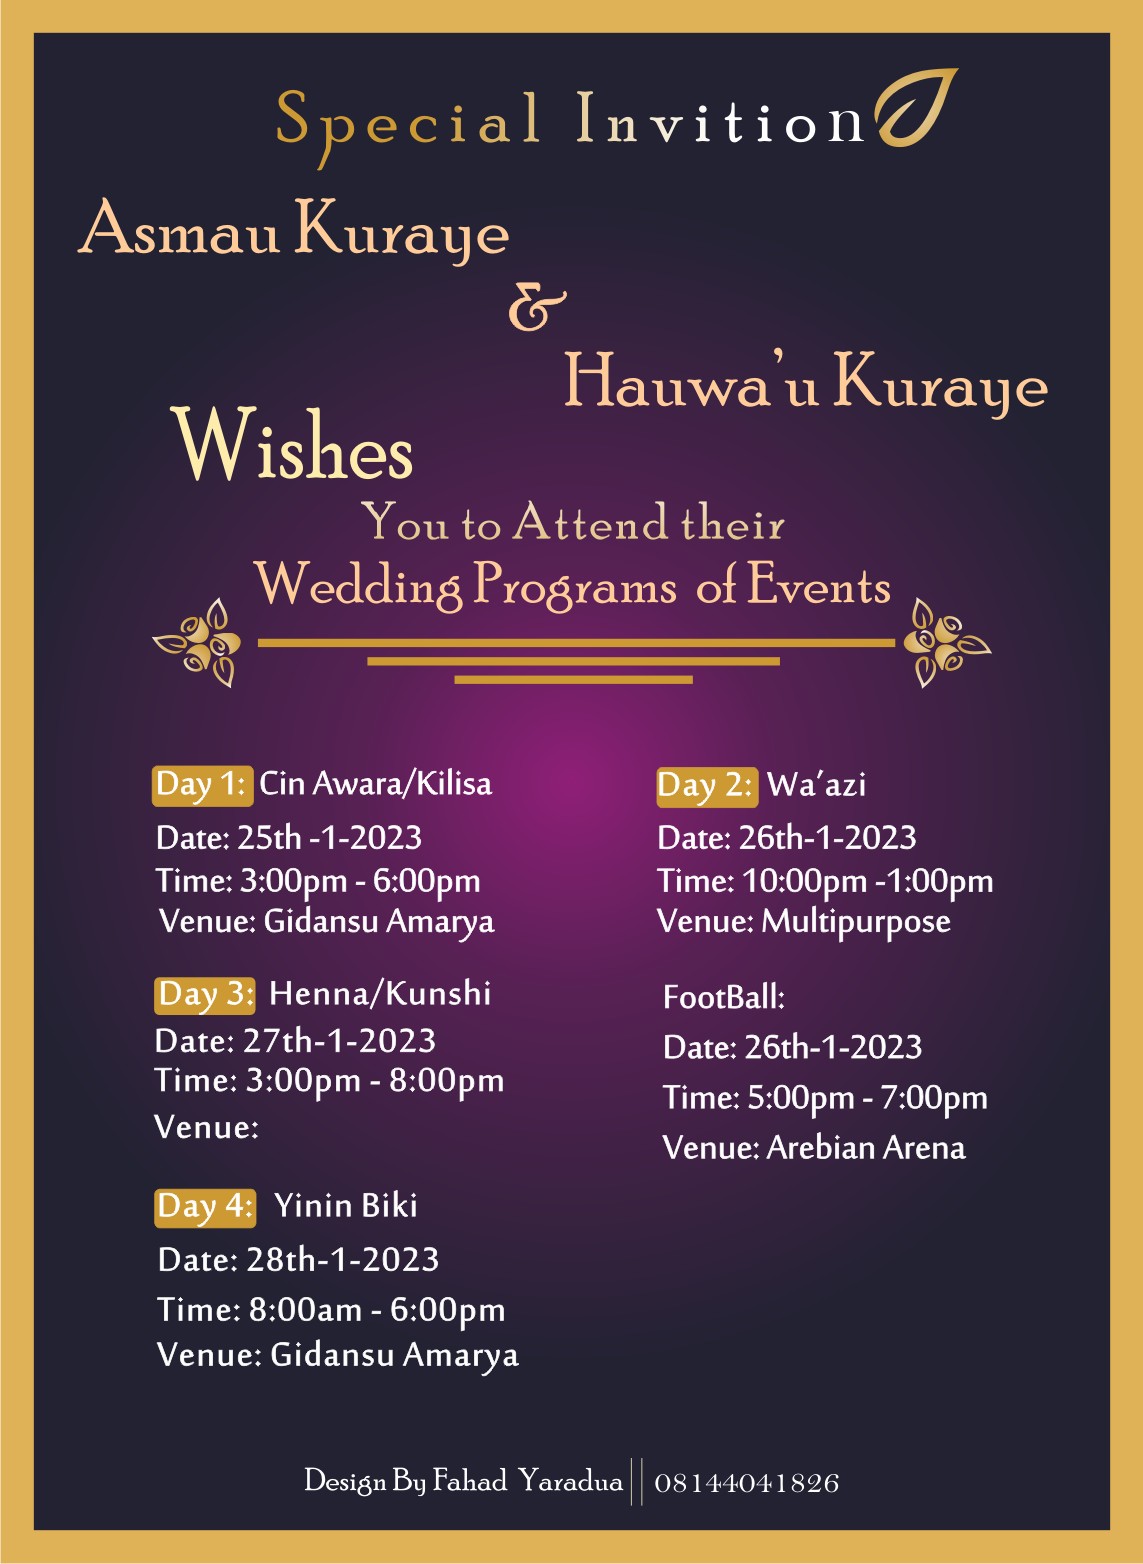 Special Invition
Asmau Kuraye
&
Hauwa'u Kuraye
Wishes
You to Attend their
Wedding Programs of Events
Day 1: Cin Awara/Kilisa
Date: 25th -1-2023
Time: 3:00pm - 6:00pm
Venue: Gidansu Amarya
Day 2: Wa'azi
Date: 26th-1-2023
Time: 10:00pm -1:00pm
Venue: Multipurpose
Day 3: Henna/Kunshi
Date: 27th-1-2023
Time: 3:00pm - 8:00pm
Venue:
FootBall:
Date: 26th-1-2023
Time: 5:00pm - 7:00pm
Venue: Arebian Arena
Day 4: Yinin Biki
Date: 28th-1-2023
Time: 8:00am - 6:00pm
Venue: Gidansu Amarya
Design By Fahad Yaradua || 08144041826